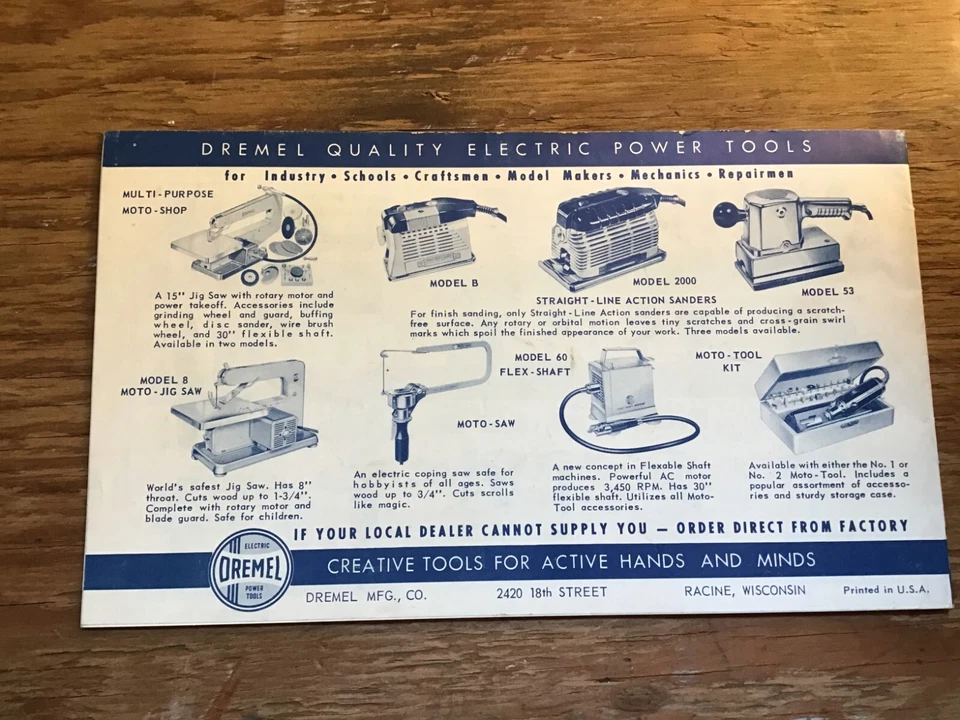 DREMEL QUALITY ELECTRIC POWER TOOLS
for Industry • Schools • Craftsmen • Model Makers • Mechanics • Repairmen
MULTI-PURPOSE
MOTO-SHOP
A 15" Jig Saw with rotary motor and
power takeoff. Accessories include
grinding wheel and guard, buffing
wheel, disc sander, wire brush
wheel, and 30" flexible shaft.
Available in two models.
MODEL B
MODEL 2000
MODEL 53
STRAIGHT-LINE ACTION SANDERS
For finish sanding, only Straight-Line Action sanders are capable of producing a scratch-
free surface. Any rotary or orbital motion leaves tiny scratches and cross-grain swirl
marks which spoil the finished appearance of your work. Three models available.
MODEL 8
MOTO-JIG SAW
World's safest Jig Saw. Has 8"
throat. Cuts wood up to 1-3/4".
Complete with rotary motor and
blade guard. Safe for children.
MOTO-SAW
An electric coping saw safe for
hobbyists of all ages. Saws
wood up to 3/4". Cuts scrolls
like magic.
MODEL 60
FLEX-SHAFT
A new concept in Flexable Shaft
machines. Powerful AC motor
produces 3,450 RPM. Has 30"
flexible shaft. Utilizes all Moto-
Tool accessories.
MOTO-TOOL
KIT
Available with either the No. 1 or
No. 2 Moto-Tool. Includes a
popular assortment of accesso-
ries and sturdy storage case.
IF YOUR LOCAL DEALER CANNOT SUPPLY YOU — ORDER DIRECT FROM FACTORY
ELECTRIC
DREMEL
POWER
TOOLS
CREATIVE TOOLS FOR ACTIVE HANDS AND MINDS
DREMEL MFG., CO. 2420 18th STREET RACINE, WISCONSIN Printed in U.S.A.